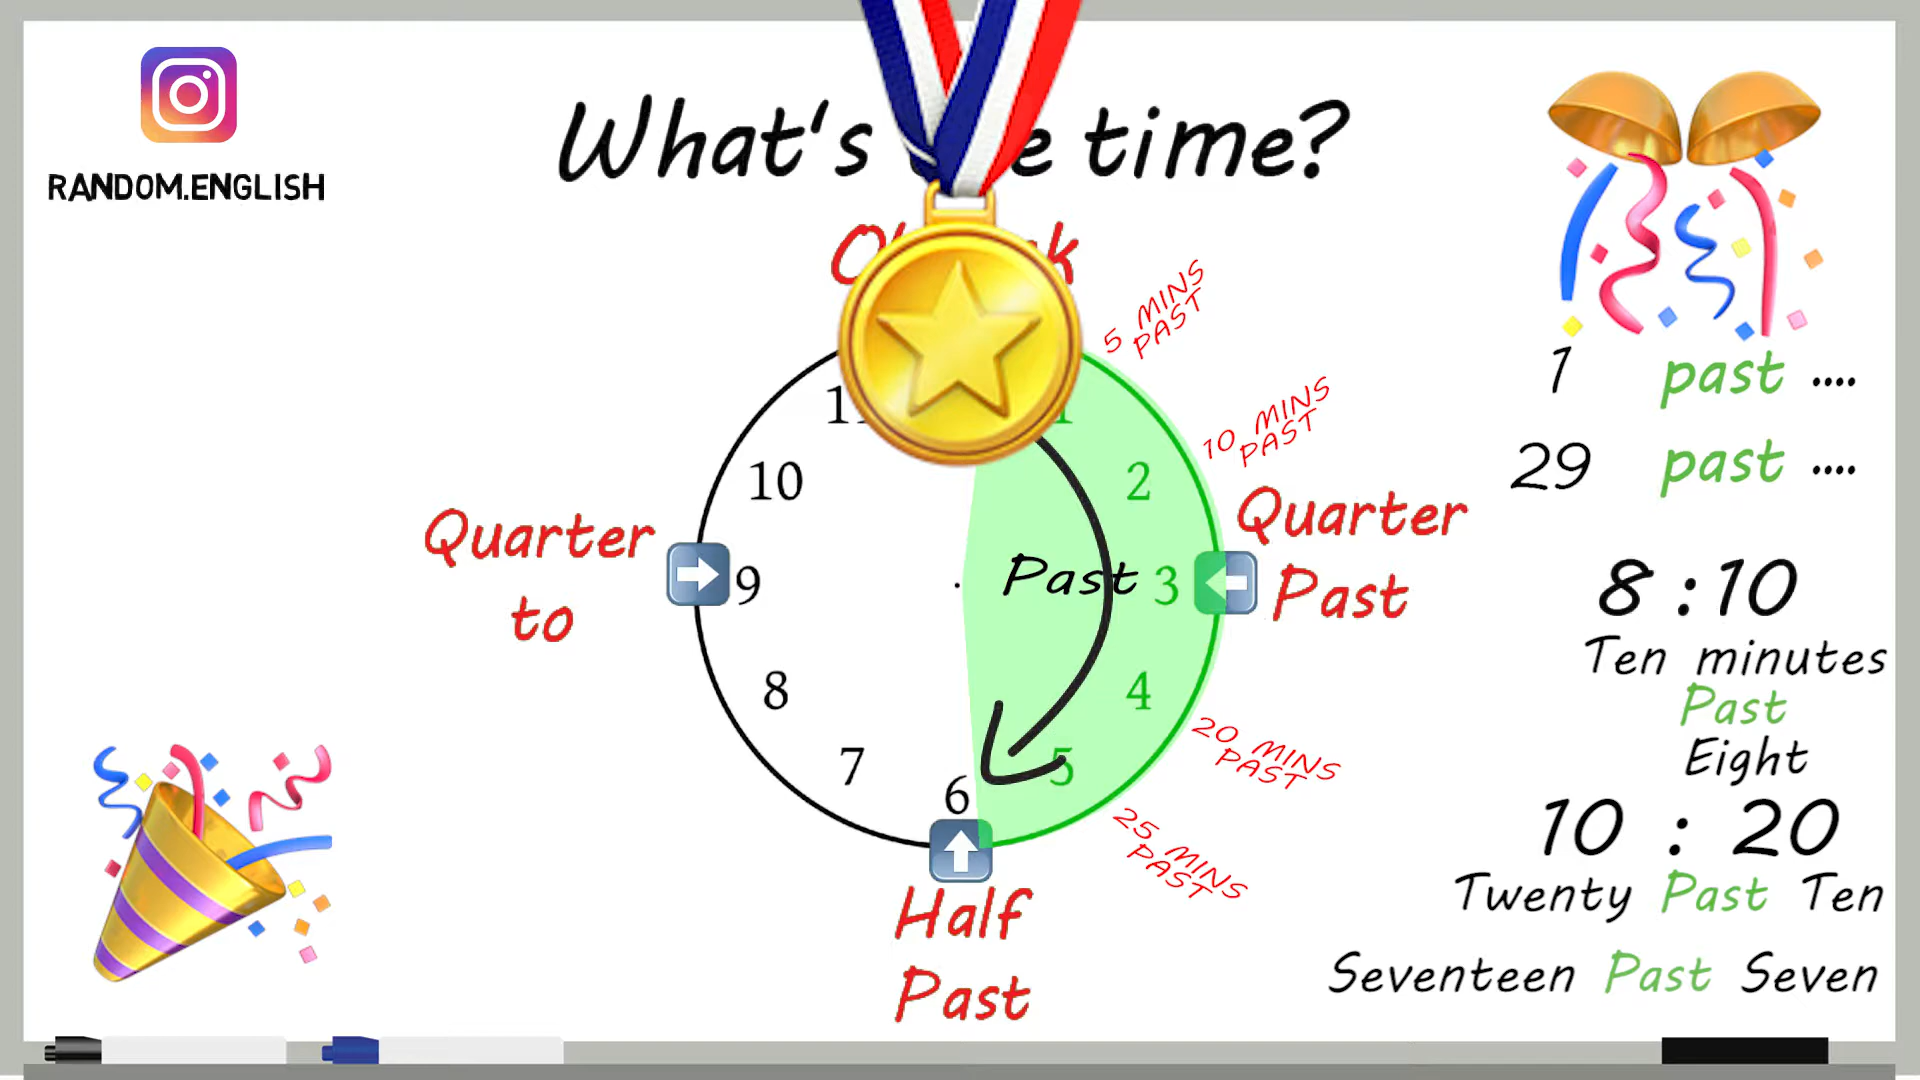 RANDOM.ENGLISH
What's time?
5 MINS
PAST
10 MINS
PAST
1 past ....
29 past ....
10
2
Quarter
to
9
Past
3
Quarter
Past
8
4
7
5
6
20 MINS
PAST
25 MINS
PAST
Half
Past
8 : 10
Ten minutes
Past
Eight
10 : 20
Twenty Past Ten
Seventeen Past Seven